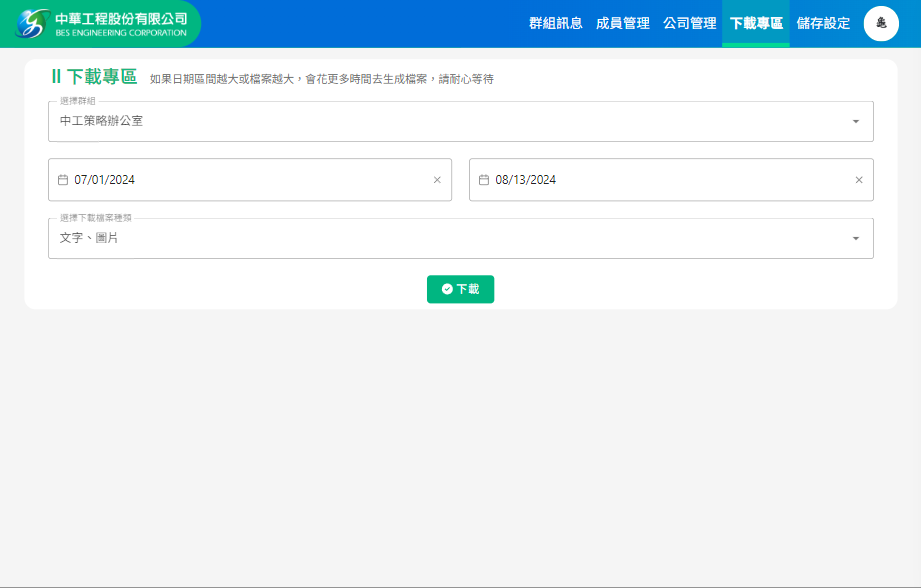 中華工程股份有限公司
BES ENGINEERING CORPORATION
群組訊息 成員管理 公司管理 下載專區 儲存設定
下載專區 如果日期區間越大或檔案越大，會花更多時間去生成檔案，請耐心等待
選擇群組
中工策略辦公室
07/01/2024 08/13/2024
選擇下載檔案種類
文字、圖片
下載